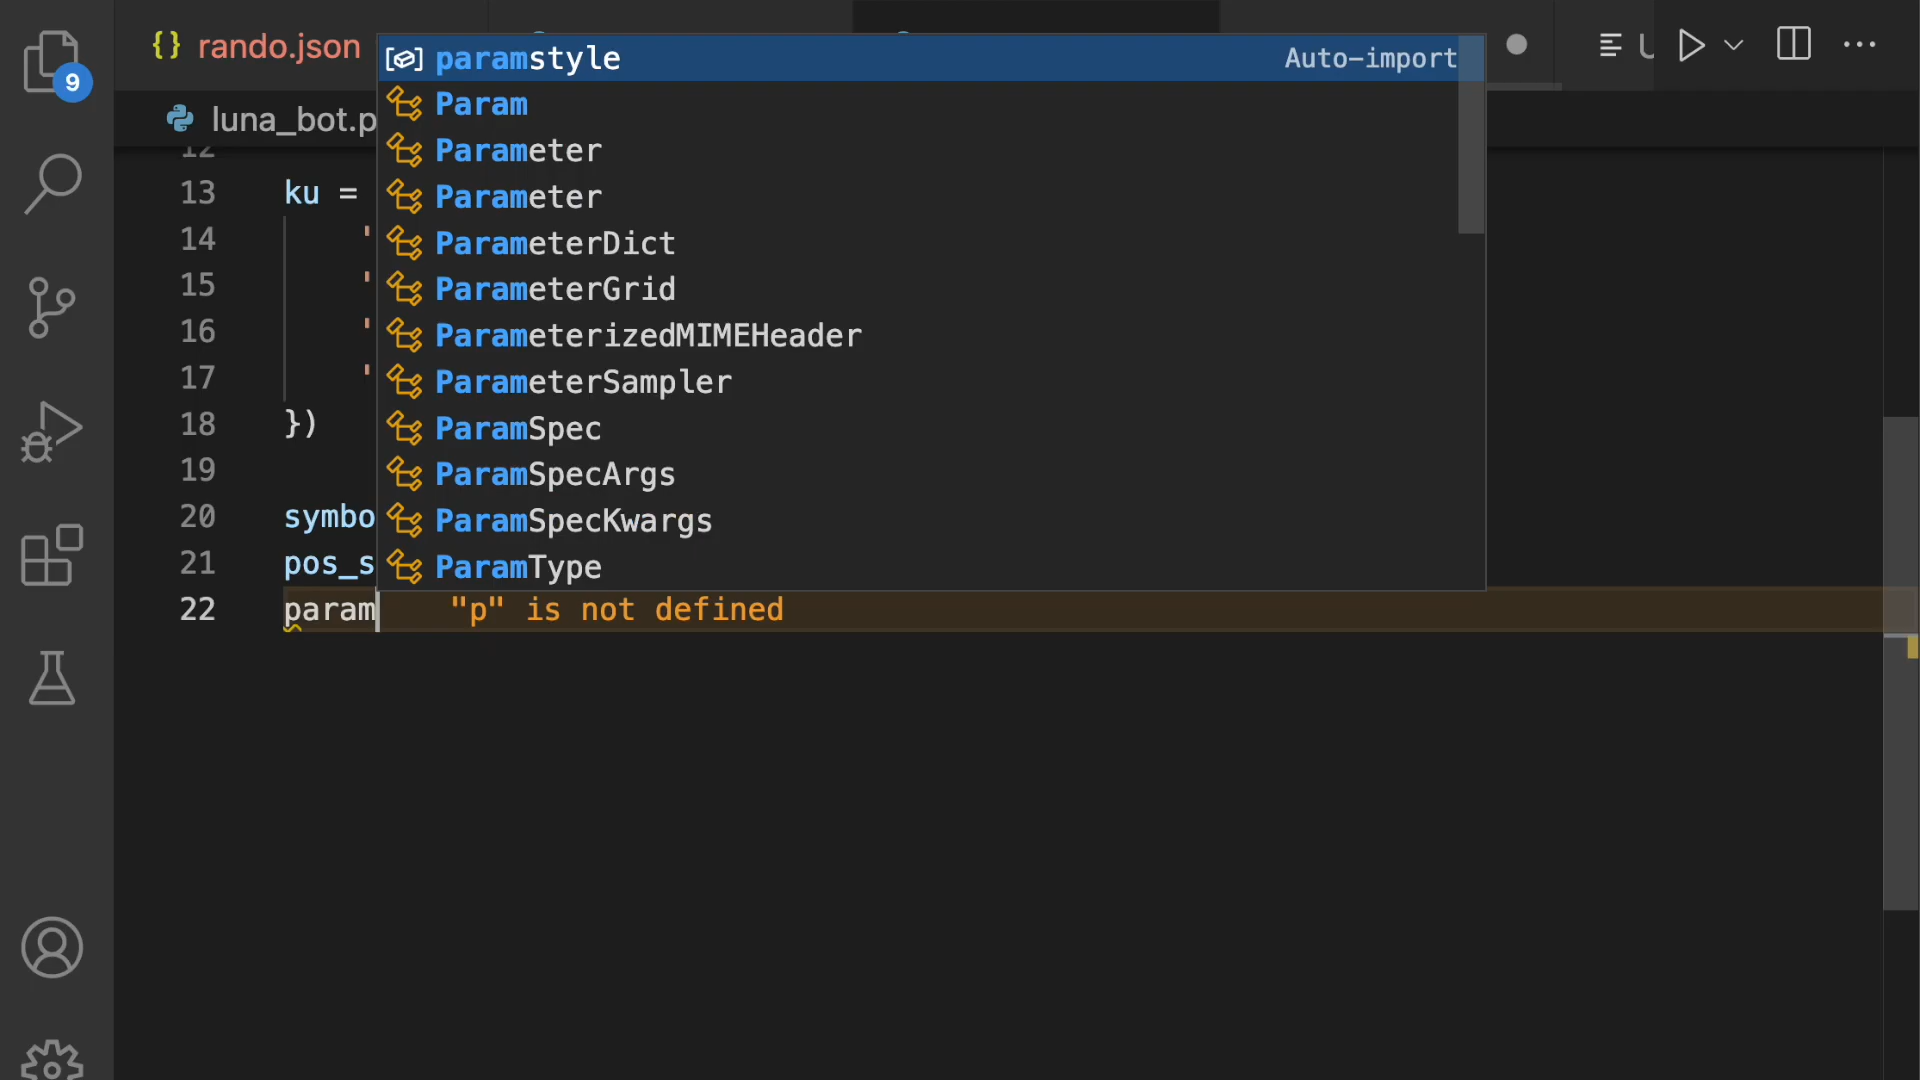 {} rando.json
9
luna_bot.p
paramstyle Auto-import
Param
Parameter
Parameter
ParameterDict
ParameterGrid
ParameterizedMIMEHeader
ParameterSampler
ParamSpec
ParamSpecArgs
ParamSpecKwargs
ParamType
12
13 ku =
14 '
15 '
16 '
17 '
18 })
19
20 symbo
21 pos_s
22 param "p" is not defined